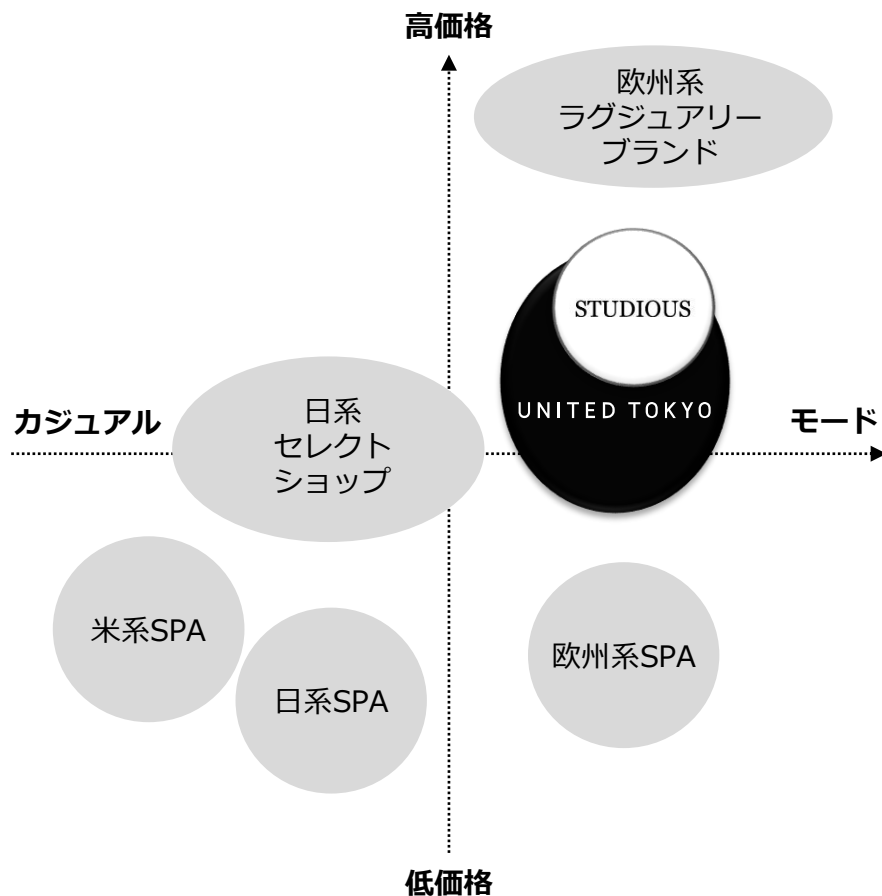 高価格
欧州系
ラグジュアリー
ブランド
STUDIOUS
UNITED TOKYO
カジュアル
日系
セレクト
ショップ
モード
米系SPA
日系SPA
欧州系SPA
低価格